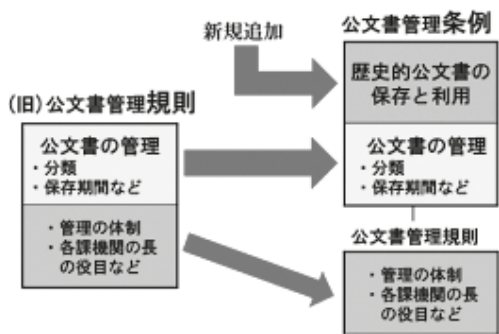 新規追加
公文書管理条例
歴史的公文書の
保存と利用
(旧)公文書管理規則
公文書の管理
・分類
・保存期間など
・管理の体制
・各課機関の長
の役目など
公文書の管理
・分類
・保存期間など
公文書管理規則
・管理の体制
・各課機関の長
の役目など